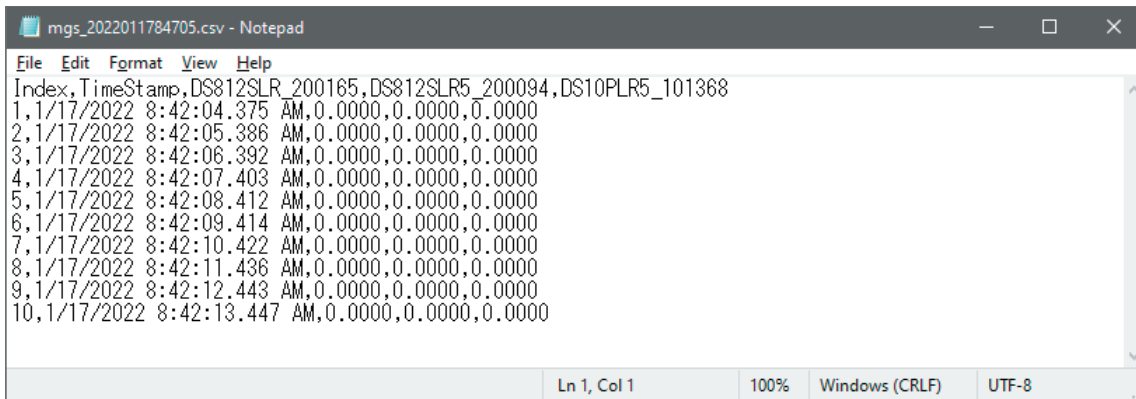 mgs_2022011784705.csv - Notepad
File Edit Format View Help
Index,TimeStamp,DS812SLR_200165,DS812SLR5_200094,DS10PLR5_101368
1,1/17/2022 8:42:04.375 AM,0.0000,0.0000,0.0000
2,1/17/2022 8:42:05.386 AM,0.0000,0.0000,0.0000
3,1/17/2022 8:42:06.392 AM,0.0000,0.0000,0.0000
4,1/17/2022 8:42:07.403 AM,0.0000,0.0000,0.0000
5,1/17/2022 8:42:08.412 AM,0.0000,0.0000,0.0000
6,1/17/2022 8:42:09.414 AM,0.0000,0.0000,0.0000
7,1/17/2022 8:42:10.422 AM,0.0000,0.0000,0.0000
8,1/17/2022 8:42:11.436 AM,0.0000,0.0000,0.0000
9,1/17/2022 8:42:12.443 AM,0.0000,0.0000,0.0000
10,1/17/2022 8:42:13.447 AM,0.0000,0.0000,0.0000
Ln 1, Col 1 100% Windows (CRLF) UTF-8